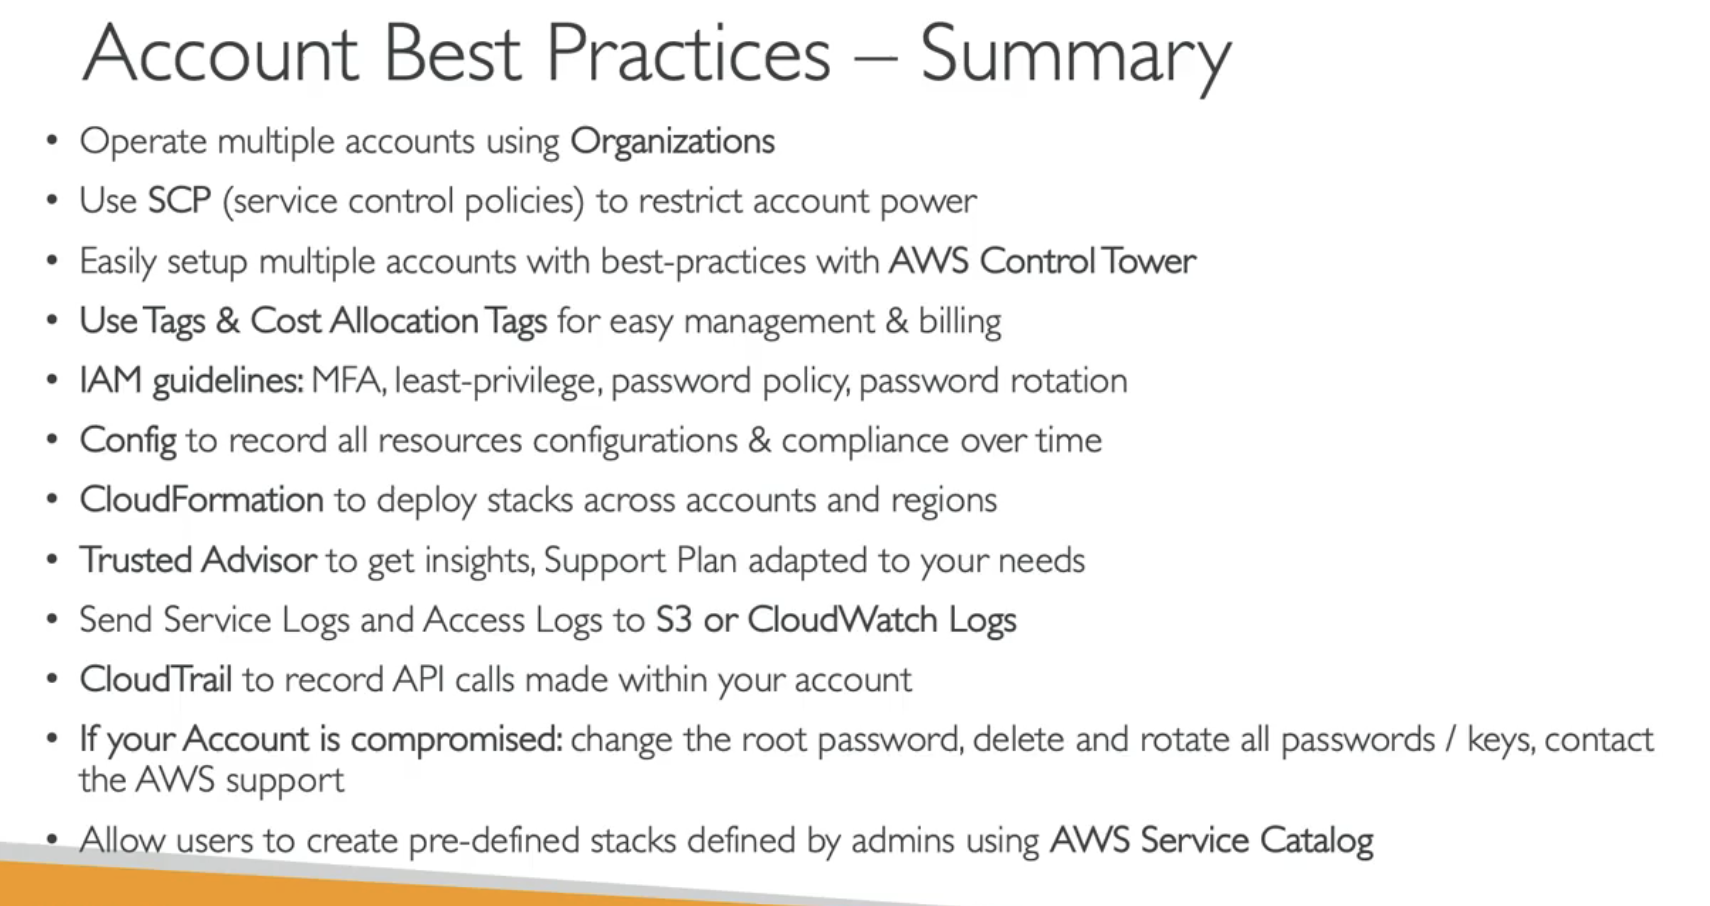 Account Best Practices – Summary
• Operate multiple accounts using Organizations
• Use SCP (service control policies) to restrict account power
• Easily setup multiple accounts with best-practices with AWS Control Tower
• Use Tags & Cost Allocation Tags for easy management & billing
• IAM guidelines: MFA, least-privilege, password policy, password rotation
• Config to record all resources configurations & compliance over time
• CloudFormation to deploy stacks across accounts and regions
• Trusted Advisor to get insights, Support Plan adapted to your needs
• Send Service Logs and Access Logs to S3 or CloudWatch Logs
• CloudTrail to record API calls made within your account
• If your Account is compromised: change the root password, delete and rotate all passwords / keys, contact
the AWS support
• Allow users to create pre-defined stacks defined by admins using AWS Service Catalog